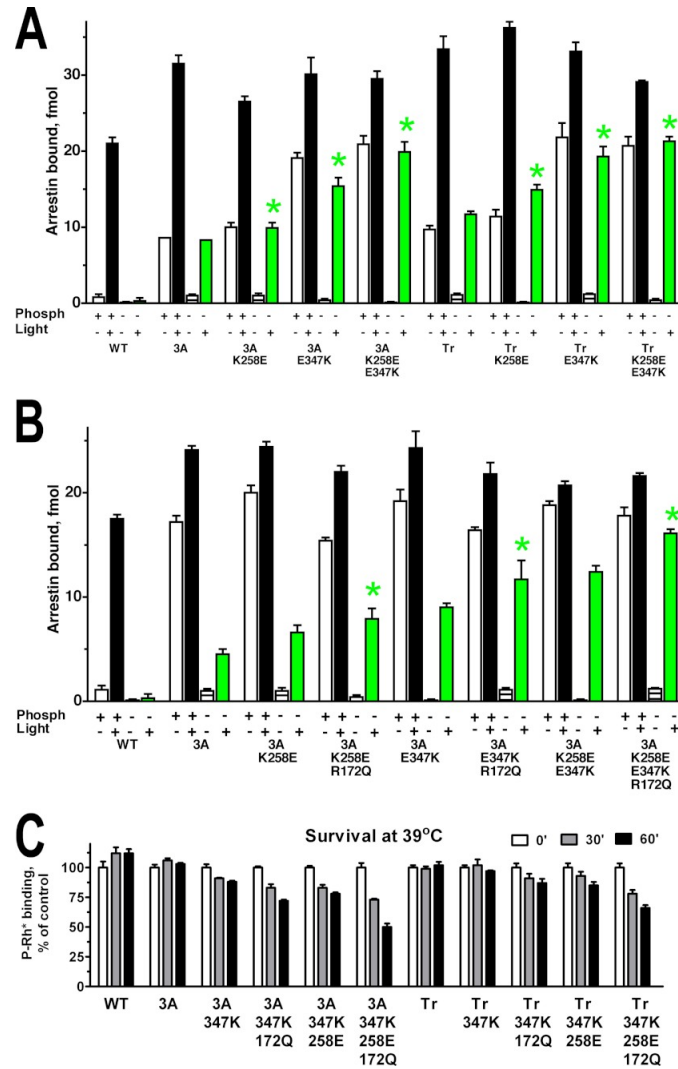 A
Arrestin bound, fmol
30
20
10
0
Phosph + + - - + + - - + + - - + + - - + + - - + + - - + + - - + + - - + + - -
Light - + - + - + - + - + - + - + - + - + - + - + - + - + - + - + - + - + - +
WT 3A 3A 3A 3A Tr Tr Tr Tr
K258E E347K K258E K258E E347K K258E
E347K E347K
B
Arrestin bound, fmol
20
10
0
Phosph + + - - + + - - + + - - + + - - + + - - + + - - + + - - + + - -
Light - + - + - + - + - + - + - + - + - + - + - + - + - + - + - + - +
WT 3A 3A 3A 3A 3A 3A 3A
K258E K258E E347K E347K K258E K258E
R172Q R172Q E347K E347K
R172Q
C
Survival at 39°C 0' 30' 60'
P-Rh* binding,
% of control
100
75
50
25
0
WT 3A 3A 3A 3A 3A Tr Tr Tr Tr Tr
347K 347K 347K 347K 347K 347K 347K 347K
172Q 258E 258E 172Q 258E 258E
172Q 172Q